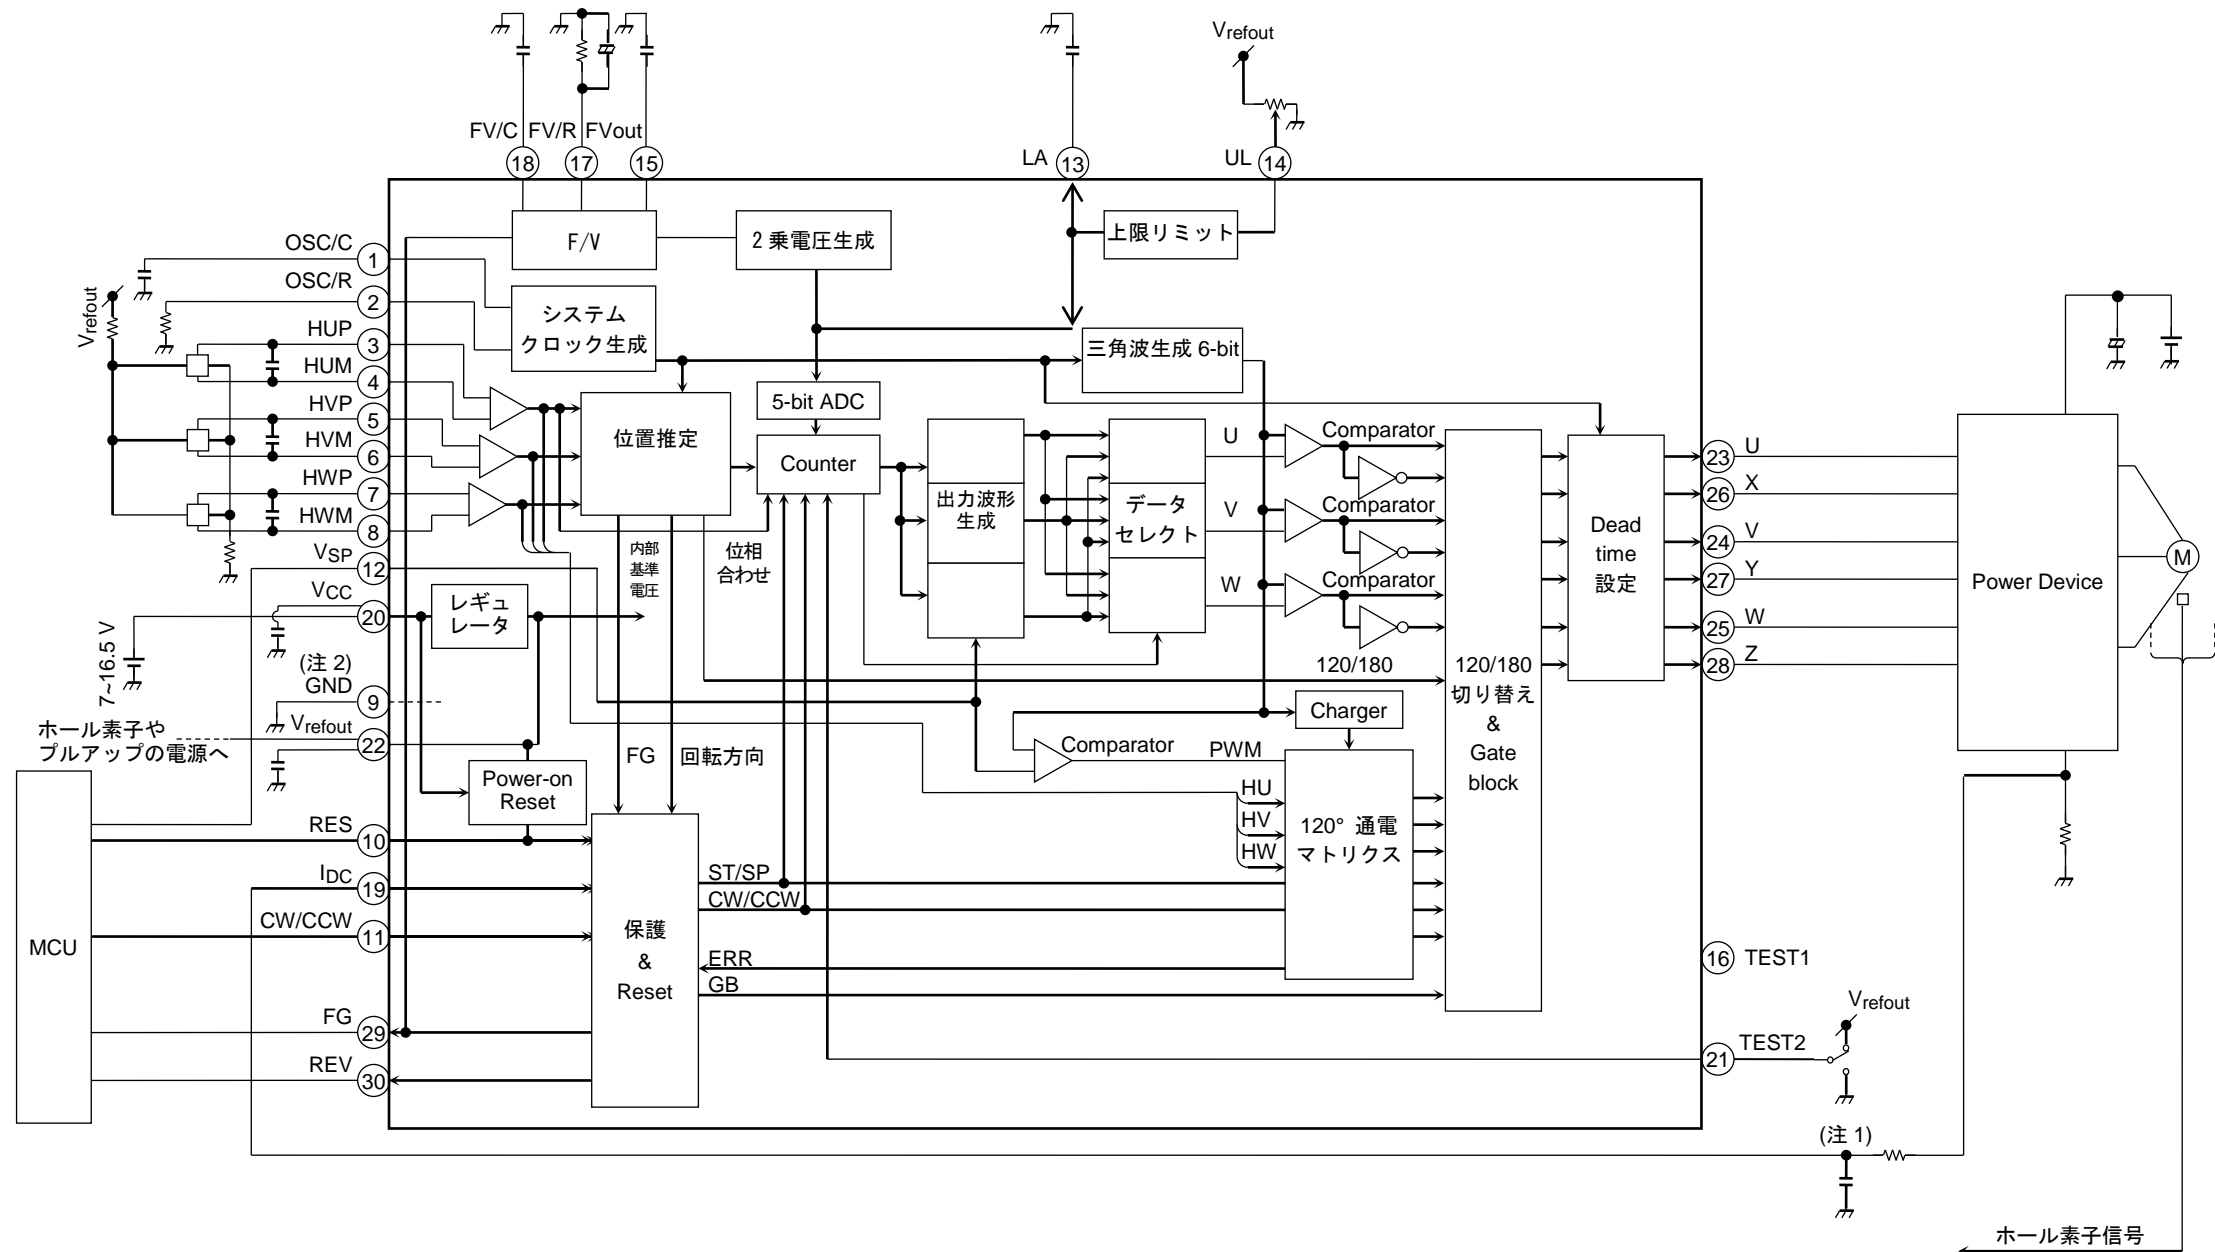 Vrefout
FV/C FV/R FVout
18 17 15
LA 13
UL 14
OSC/C
1
OSC/R
2
Vrefout
HUP
3
HUM
4
HVP
5
HVM
6
HWP
7
HWM
8
VSP
12
VCC
20
7~16.5 V
(注 2)
GND
9
Vrefout
22
ホール素子や
プルアップの電源へ
RES
10
IDC
19
CW/CCW
11
FG
29
REV
30
MCU
F/V
2 乗電圧生成
上限リミット
システム
クロック生成
三角波生成 6-bit
5-bit ADC
位置推定
Counter
出力波形
生成
データ
セレクト
U
V
W
Comparator
Comparator
Comparator
内部
基準
電圧
位相
合わせ
レギュ
レータ
120/180
120/180
切り替え
&
Gate
block
Dead
time
設定
Charger
Comparator
PWM
FG
回転方向
Power-on
Reset
HU
HV
HW
120° 通電
マトリクス
ST/SP
CW/CCW
ERR
GB
保護
&
Reset
23 U
26 X
24 V
27 Y
25 W
28 Z
Power Device
M
16 TEST1
Vrefout
21 TEST2
(注 1)
ホール素子信号